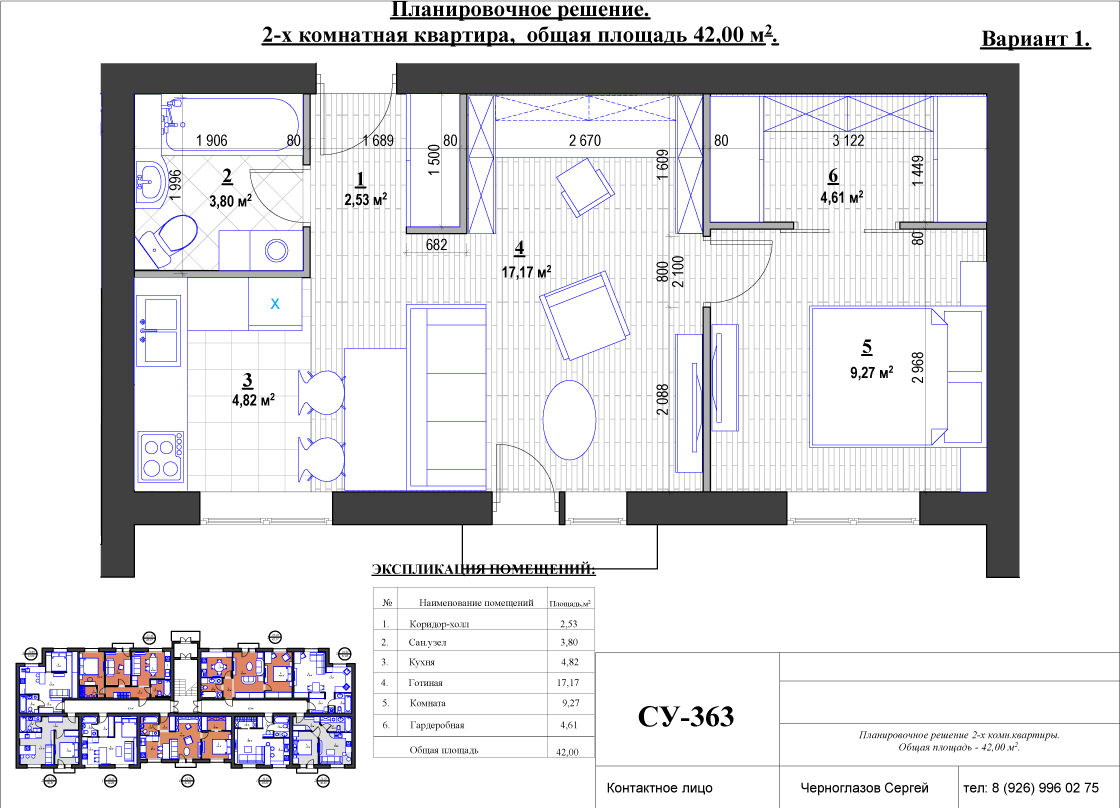 Планировочное решение.
2-х комнатная квартира, общая площадь 42,00 м².
Вариант 1.
1 906
80
1 689
80
2 670
80
3 122
1 996
1 500
1 609
1 449
2
3,80 м²
1
2,53 м²
6
4,61 м²
682
4
17,17 м²
800
2 100
80
X
3
4,82 м²
2 088
5
9,27 м²
2 968
ЭКСПЛИКАЦИЯ ПОМЕЩЕНИЙ:
№ Наименование помещений Площадь,м²
1. Коридор-холл 2,53
2. Сан.узел 3,80
3. Кухня 4,82
4. Готиная 17,17
5. Комната 9,27
6. Гардеробная 4,61
Общая площадь 42,00
СУ-363
Планировочное решение 2-х комн.квартиры.
Общая площадь - 42,00 м².
Контактное лицо Черноглазов Сергей тел: 8 (926) 996 02 75